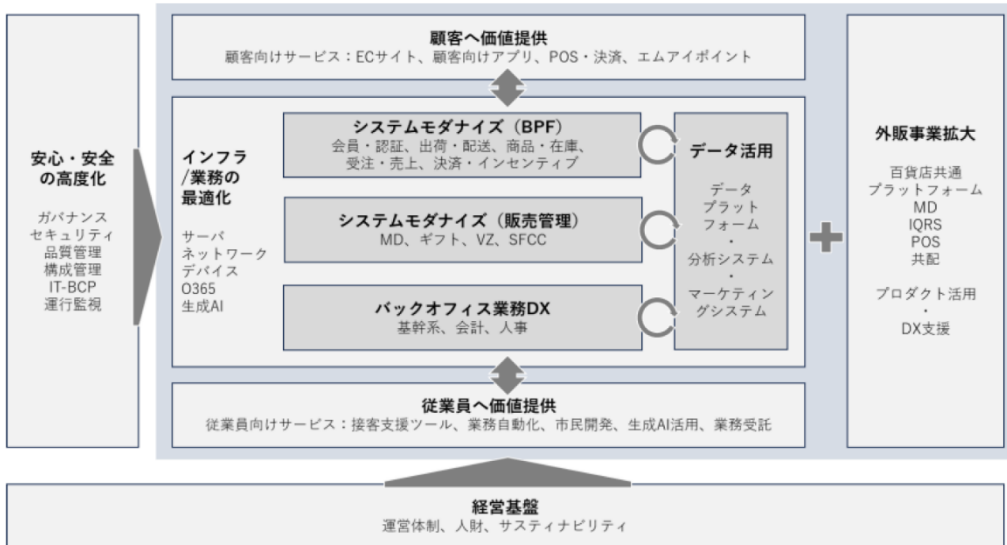 安心・安全
の高度化
ガバナンス
セキュリティ
品質管理
構成管理
IT-BCP
運行監視
顧客へ価値提供
顧客向けサービス：ECサイト、顧客向けアプリ、POS・決済、エムアイポイント
インフラ
/業務の
最適化
サーバ
ネットワーク
デバイス
O365
生成AI
システムモダナイズ（BPF）
会員・認証、出荷・配送、商品・在庫、
受注・売上、決済・インセンティブ
システムモダナイズ（販売管理）
MD、ギフト、VZ、SFCC
バックオフィス業務DX
基幹系、会計、人事
データ活用
データ
プラット
フォーム
・
分析システム
・
マーケティン
グシステム
従業員へ価値提供
従業員向けサービス：接客支援ツール、業務自動化、市民開発、生成AI活用、業務受託
外販事業拡大
百貨店共通
プラットフォーム
MD
IQRS
POS
共配
プロダクト活用
・
DX支援
経営基盤
運営体制、人財、サスティナビリティ